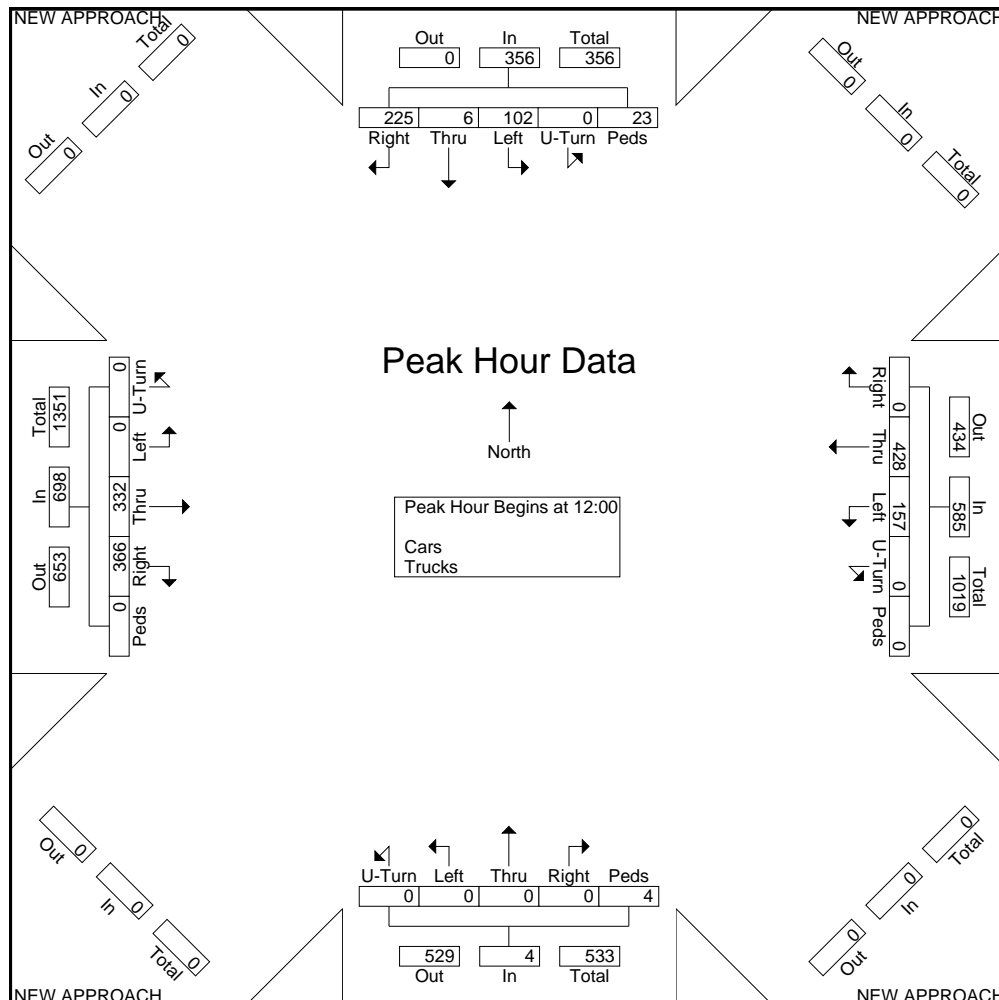 NEW APPROACH
Total
0
In
0
Out
0
Out In Total
0 356 356
225 6 102 0 23
Right Thru Left U-Turn Peds
NEW APPROACH
Out
0
In
0
Total
0
Peak Hour Data
North
Peak Hour Begins at 12:00
Cars
Trucks
Total
1351
In
698
Out
653
0 0 332 366 0
U-Turn Left Thru Right Peds
Right Thru Left U-Turn Peds
0 428 157 0 0
Out
434
In
585
Total
1019
U-Turn Left Thru Right Peds
0 0 0 0 4
529 4 533
Out In Total
0
Out
0
In
0
Total
NEW APPROACH
0
Total
0
In
0
Out
NEW APPROACH